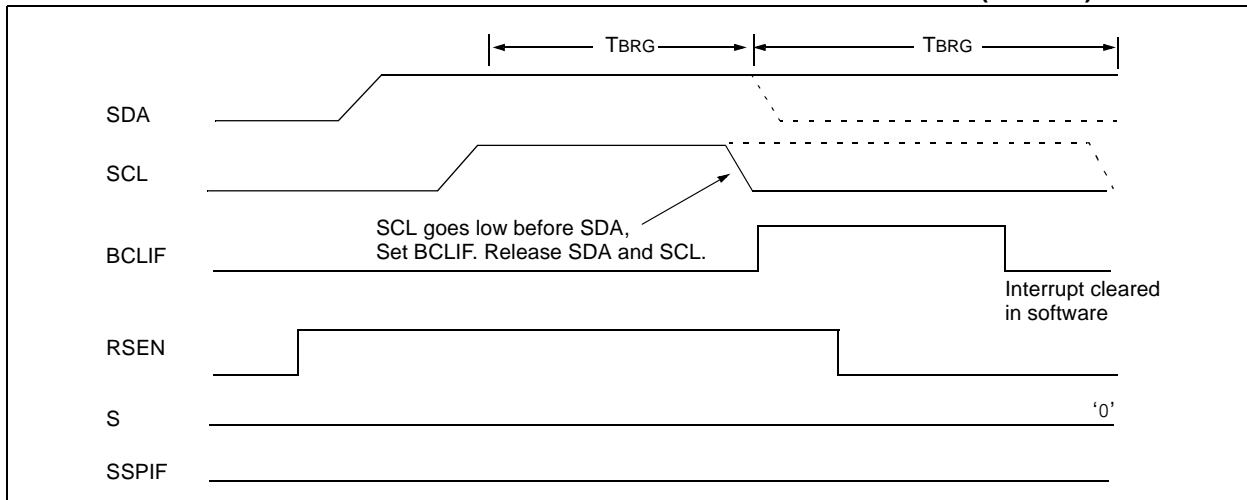 TBRG TBRG
SDA
SCL
SCL goes low before SDA,
Set BCLIF. Release SDA and SCL.
BCLIF
Interrupt cleared
in software
RSEN
S ‘0’
SSPIF